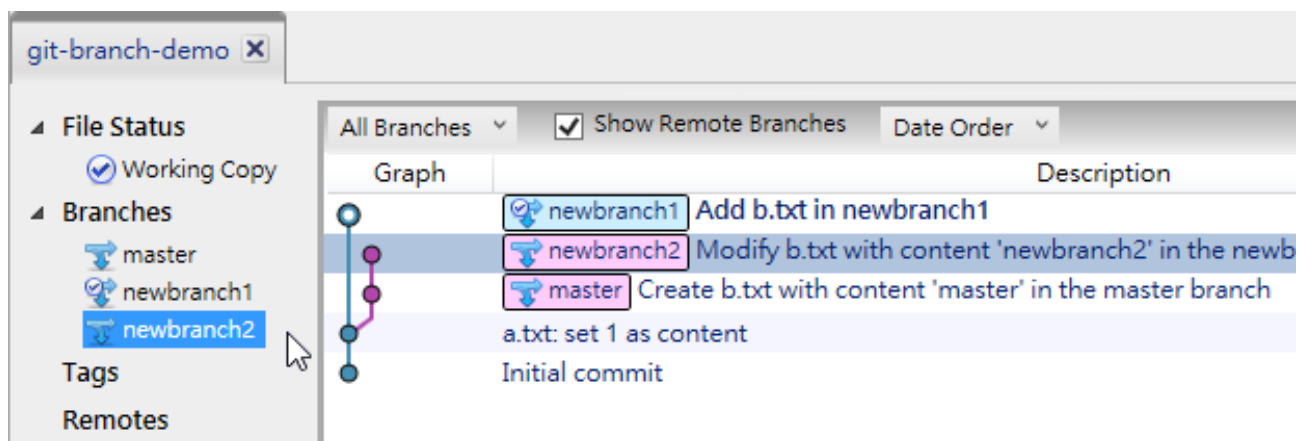 git-branch-demo
File Status
Working Copy
Branches
master
newbranch1
newbranch2
Tags
Remotes
All Branches Show Remote Branches Date Order
Graph Description
newbranch1 Add b.txt in newbranch1
newbranch2 Modify b.txt with content 'newbranch2' in the newb
master Create b.txt with content 'master' in the master branch
a.txt: set 1 as content
Initial commit